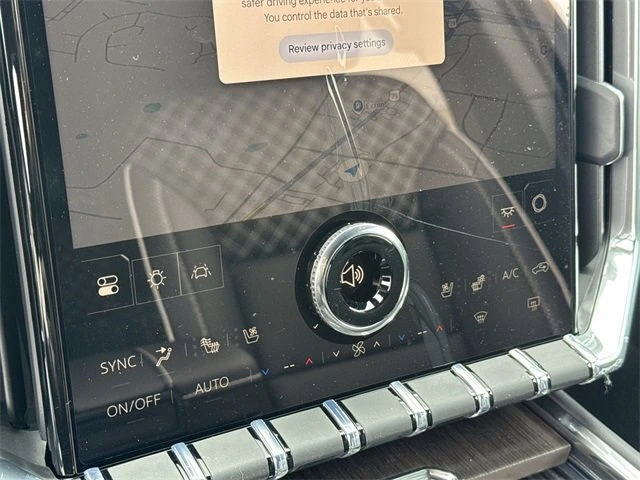 safer driving experience for you
You control the data that's shared.
Review privacy settings
A/C
SYNC
ON/OFF
AUTO
-- --